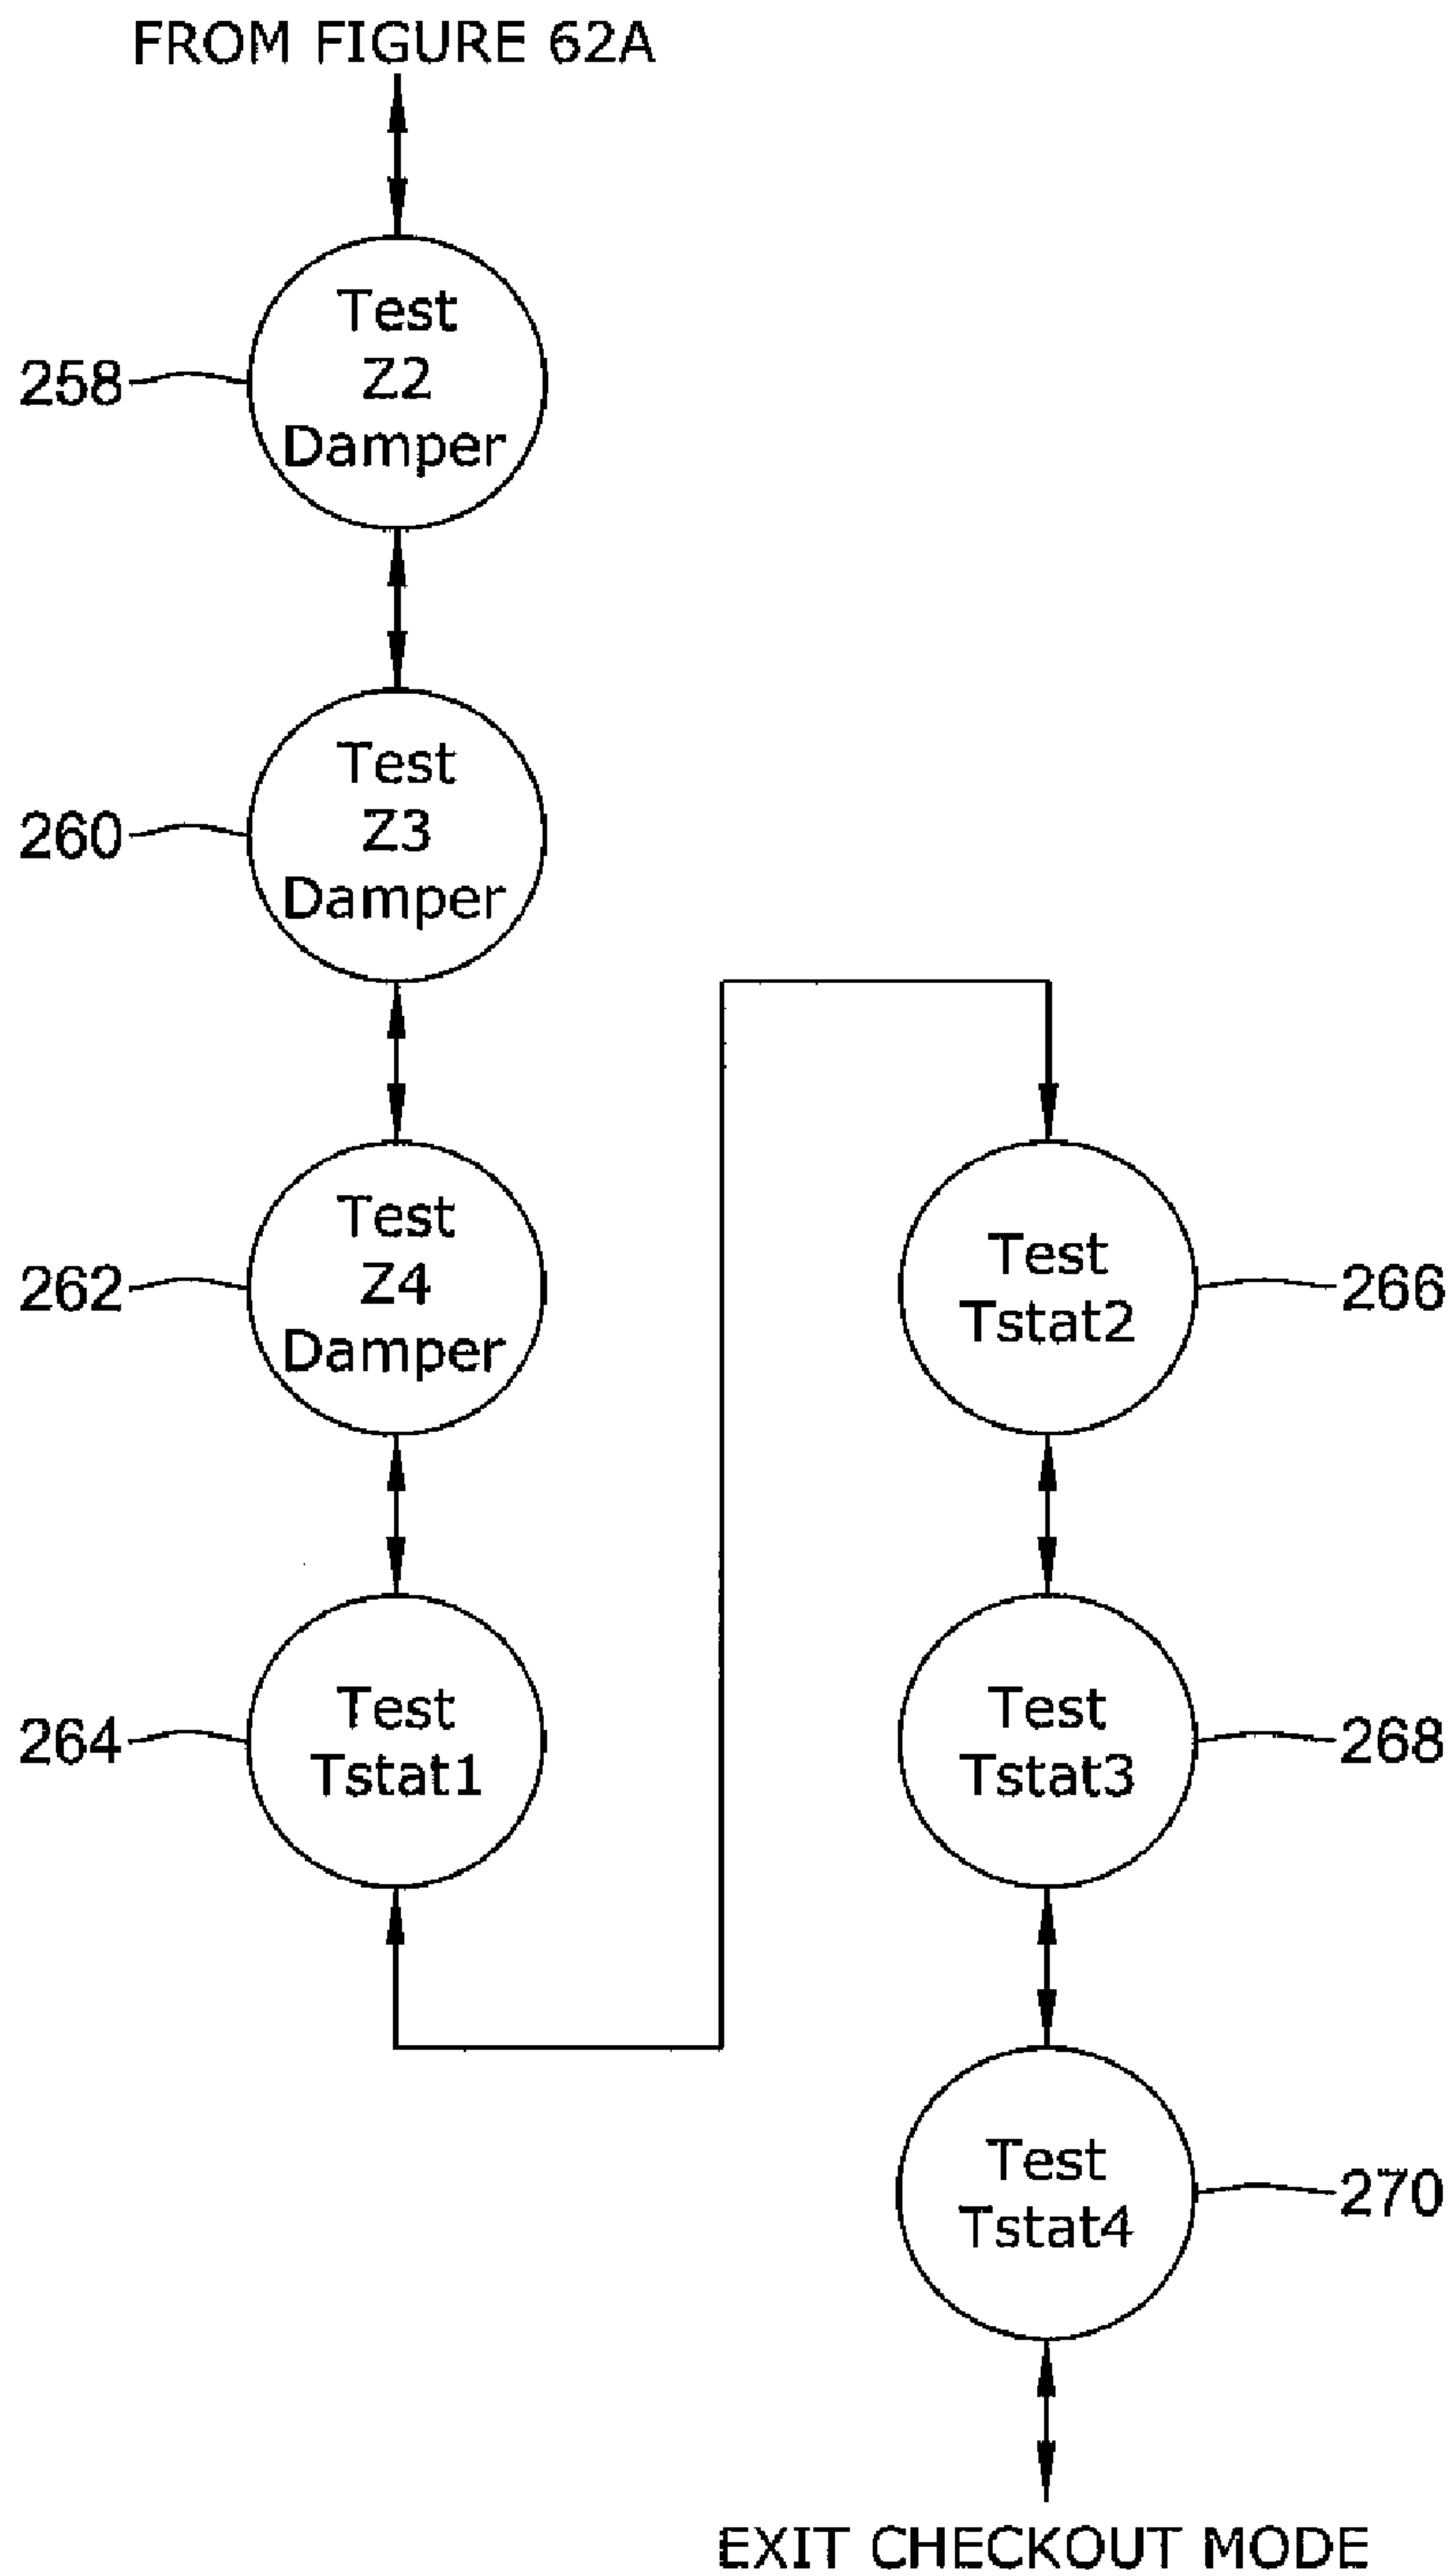 FROM FIGURE 62A
Test
Z2
Damper
258
Test
Z3
Damper
260
Test
Z4
Damper
262
Test
Tstat1
264
Test
Tstat2
266
Test
Tstat3
268
Test
Tstat4
270
EXIT CHECKOUT MODE